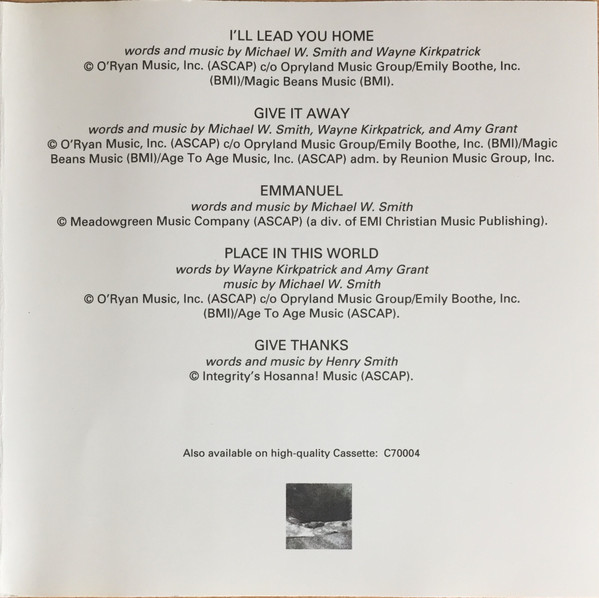 I'LL LEAD YOU HOME
words and music by Michael W. Smith and Wayne Kirkpatrick
© O'Ryan Music, Inc. (ASCAP) c/o Opryland Music Group/Emily Boothe, Inc.
(BMI)/Magic Beans Music (BMI).
GIVE IT AWAY
words and music by Michael W. Smith, Wayne Kirkpatrick, and Amy Grant
© O'Ryan Music, Inc. (ASCAP) c/o Opryland Music Group/Emily Boothe, Inc. (BMI)/Magic
Beans Music (BMI)/Age To Age Music, Inc. (ASCAP) adm. by Reunion Music Group, Inc.
EMMANUEL
words and music by Michael W. Smith
© Meadowgreen Music Company (ASCAP) (a div. of EMI Christian Music Publishing).
PLACE IN THIS WORLD
words by Wayne Kirkpatrick and Amy Grant
music by Michael W. Smith
© O'Ryan Music, Inc. (ASCAP) c/o Opryland Music Group/Emily Boothe, Inc.
(BMI)/Age To Age Music (ASCAP).
GIVE THANKS
words and music by Henry Smith
© Integrity's Hosanna! Music (ASCAP).
Also available on high-quality Cassette: C70004